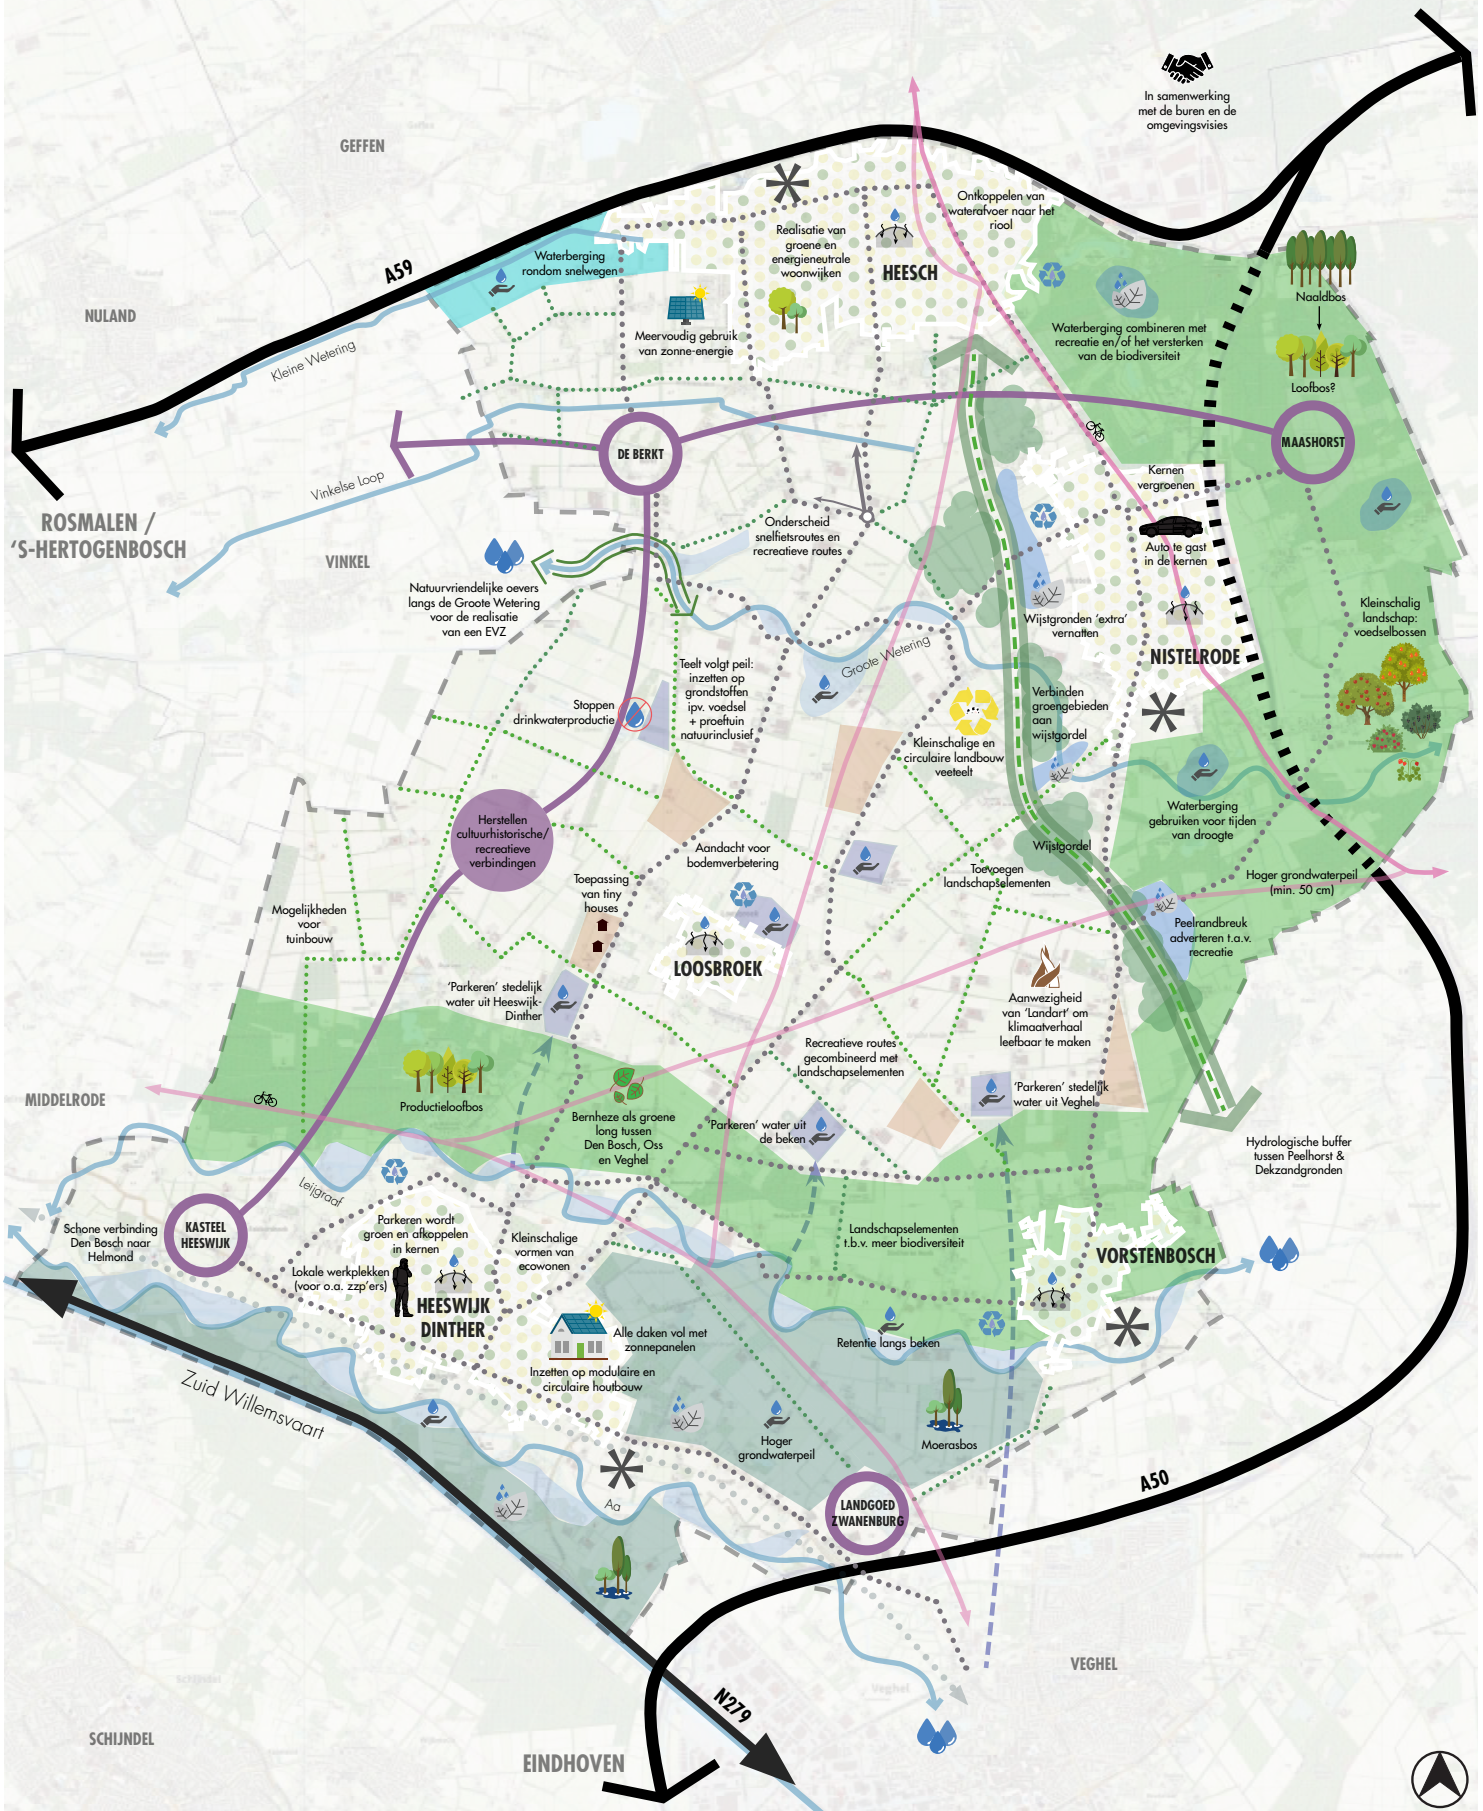 In samenwerking
met de buren en de
omgevingsvisies
GEFFEN
Ontkoppelen van
waterafvoer naar het
riool
Realisatie van
groene en
energieneutrale
woonwijken
HEESCH
Waterberging
rondom snelwegen
A59
NULAND
Naaldbos
Meervoudig gebruik
van zonne-energie
Waterberging combineren met
recreatie en/of het versterken
van de biodiversiteit
Kleine Wetering
Loofbos?
DE BERKT
MAASHORST
Kernen
vergroenen
Vinkelse Loop
ROSMALEN /
‘S-HERTOGENBOSCH
Onderscheid
snelfietsroutes en
recreatieve routes
Auto te gast
in de kernen
VINKEL
Natuurvriendelijke oevers
langs de Groote Wetering
voor de realisatie
van een EVZ
Kleinschalig
landschap:
voedselbossen
Wijstgronden ‘extra’
vernatten
NISTELRODE
Groote Wetering
Teelt volgt peil:
inzetten op
grondstoffen
ipv. voedsel
+ proeftuin
natuurinclusief
Stoppen
drinkwaterproductie
Verbinden
groengebieden
aan
wijstgordel
Kleinschalige en
circulaire landbouw
veeteelt
Waterberging
gebruiken voor tijden
van droogte
Herstellen
cultuurhistorische/
recreatieve
verbindingen
Aandacht voor
bodemverbetering
Wijstgordel
Toevoegen
landschapselementen
Hoger grondwaterpeil
(min. 50 cm)
Toepassing
van tiny
houses
Mogelijkheden
voor
tuinbouw
Peelrandbreuk
adverteren t.a.v.
recreatie
LOOSBROEK
‘Parkeren’ stedelijk
water uit Heeswijk-
Dinther
Aanwezigheid
van ‘Landart’ om
klimaatverhaal
leefbaar te maken
Recreatieve routes
gecombineerd met
landschapselementen
MIDDELRODE
Productieloofbos
Bernheze als groene
long tussen
Den Bosch, Oss
en Veghel
‘Parkeren’ water uit
de beken
‘Parkeren’ stedelijk
water uit Veghel
Hydrologische buffer
tussen Peelhorst &
Dekzandgronden
Leijgraaf
Schone verbinding
Den Bosch naar
Helmond
KASTEEL
HEESWIJK
Parkeren wordt
groen en afkoppelen
in kernen
Kleinschalige
vormen van
ecowonen
Landschapselementen
t.b.v. meer biodiversiteit
VORSTENBOSCH
Lokale werkplekken
(voor o.a. zzp’ers)
HEESWIJK
DINTHER
Alle daken vol met
zonnepanelen
Retentie langs beken
Inzetten op modulaire en
circulaire houtbouw
Zuid Willemsvaart
Hoger
grondwaterpeil
Moerasbos
A50
Aa
LANDGOED
ZWANENBURG
VEGHEL
Veghel
N279
SCHIJNDEL
EINDHOVEN